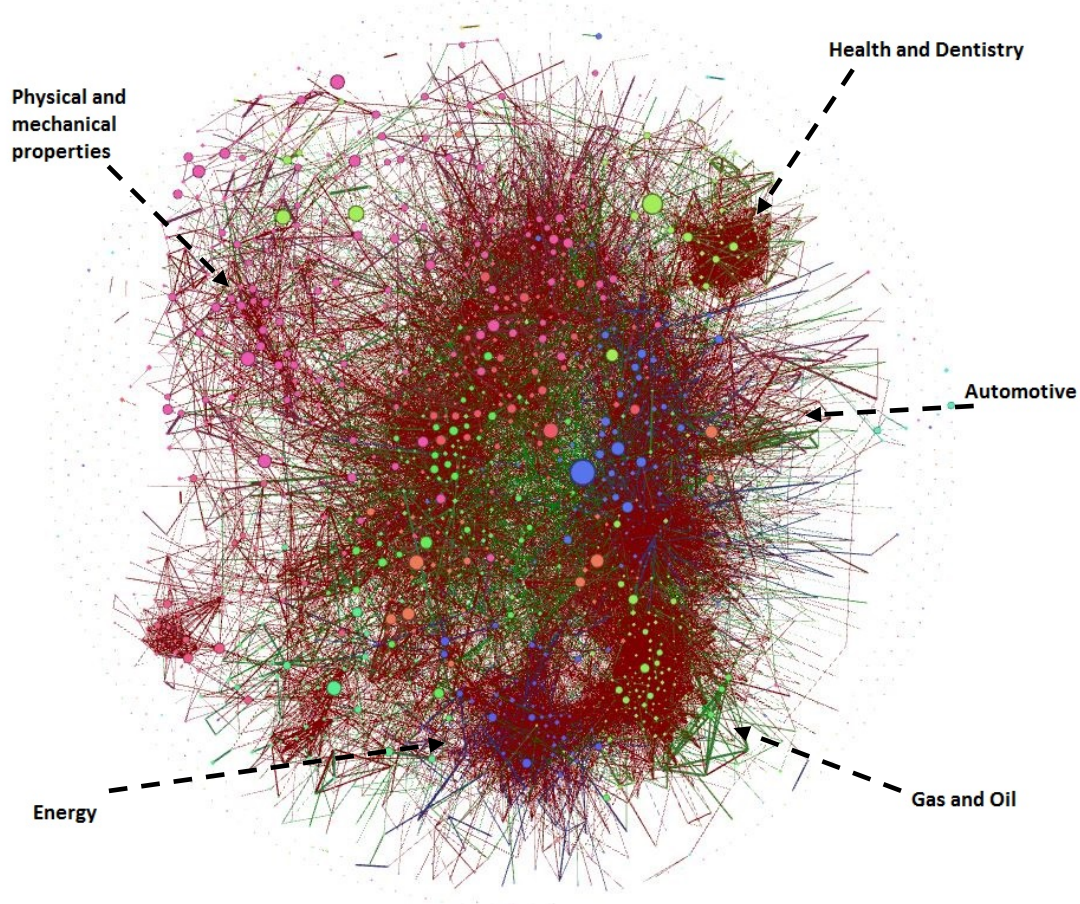 Health and Dentistry
Physical and
mechanical
properties
Automotive
Energy
Gas and Oil